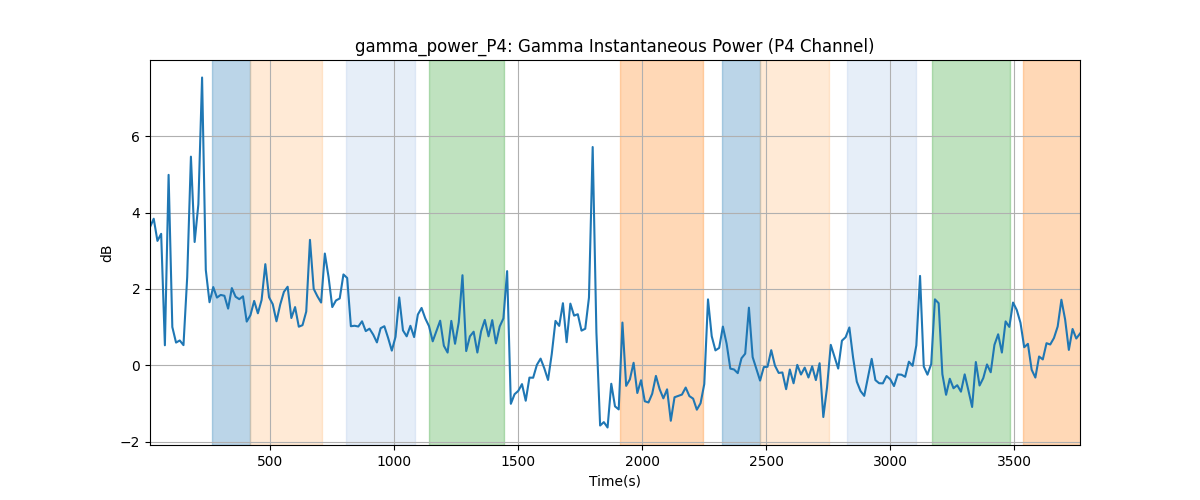 gamma_power_P4: Gamma Instantaneous Power (P4 Channel)
6
4
2
0
−2
dB
500 1000 1500 2000 2500 3000 3500
Time(s)